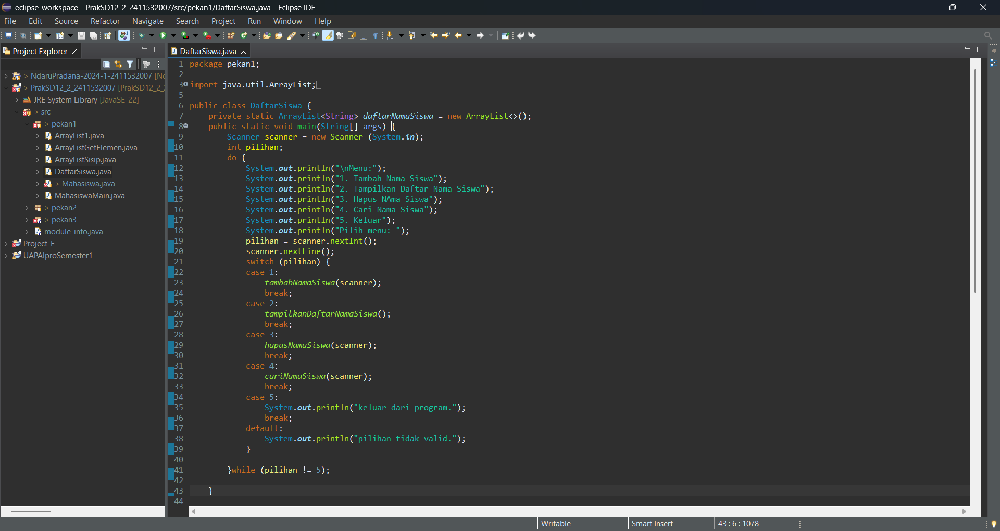 eclipse-workspace - PrakSD12_2_2411532007/src/pekan1/DaftarSiswa.java - Eclipse IDE
File Edit Source Refactor Navigate Search Project Run Window Help
Project Explorer
> NdaruPradana-2024-1-2411532007
> PrakSD12_2_2411532007 [PrakSD12_2_
JRE System Library [JavaSE-22]
> src
> pekan1
ArrayList1.java
ArrayListGetElemen.java
ArrayListSisip.java
DaftarSiswa.java
> Mahasiswa.java
MahasiswaMain.java
> pekan2
> pekan3
module-info.java
Project-E
UAPAlproSemester1
DaftarSiswa.java
1 package pekan1;
2
3 import java.util.ArrayList;
5
6 public class DaftarSiswa {
7 private static ArrayList<String> daftarNamaSiswa = new ArrayList<>();
8 public static void main(String[] args) {
9 Scanner scanner = new Scanner (System.in);
10 int pilihan;
11 do {
12 System.out.println("\nMenu:");
13 System.out.println("1. Tambah Nama Siswa");
14 System.out.println("2. Tampilkan Daftar Nama Siswa");
15 System.out.println("3. Hapus NAma Siswa");
16 System.out.println("4. Cari Nama Siswa");
17 System.out.println("5. Keluar");
18 System.out.println("Pilih menu: ");
19 pilihan = scanner.nextInt();
20 scanner.nextLine();
21 switch (pilihan) {
22 case 1:
23 tambahNamaSiswa(scanner);
24 break;
25 case 2:
26 tampilkanDaftarNamaSiswa();
27 break;
28 case 3:
29 hapusNamaSiswa(scanner);
30 break;
31 case 4:
32 cariNamaSiswa(scanner);
33 break;
34 case 5:
35 System.out.println("keluar dari program.");
36 break;
37 default:
38 System.out.println("pilihan tidak valid.");
39 }
40
41 }while (pilihan != 5);
42
43 }
44
Writable Smart Insert 43 : 6 : 1078